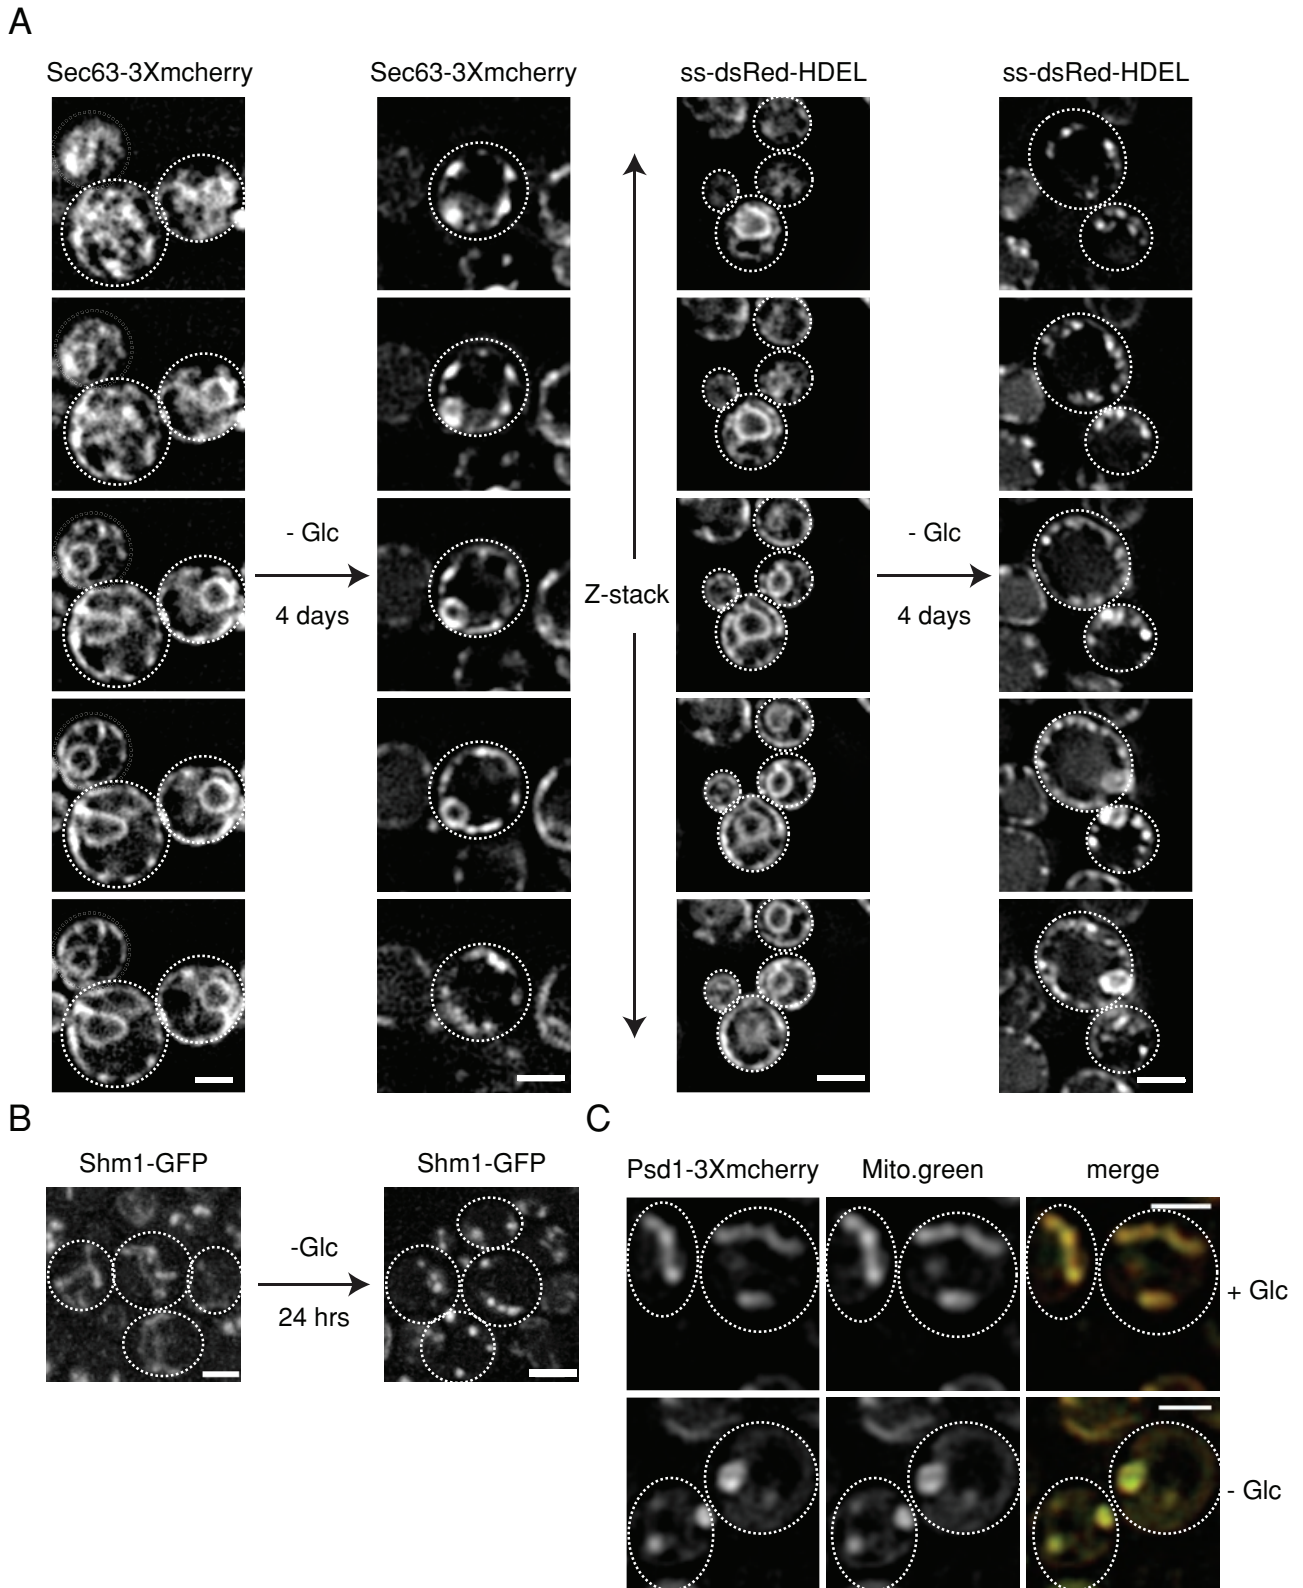 A
Sec63-3Xmcherry
Sec63-3Xmcherry
ss-dsRed-HDEL
ss-dsRed-HDEL
- Glc
4 days
Z-stack
- Glc
4 days
B
C
Shm1-GFP
Shm1-GFP
-Glc
24 hrs
Psd1-3Xmcherry
Mito.green
merge
+ Glc
- Glc